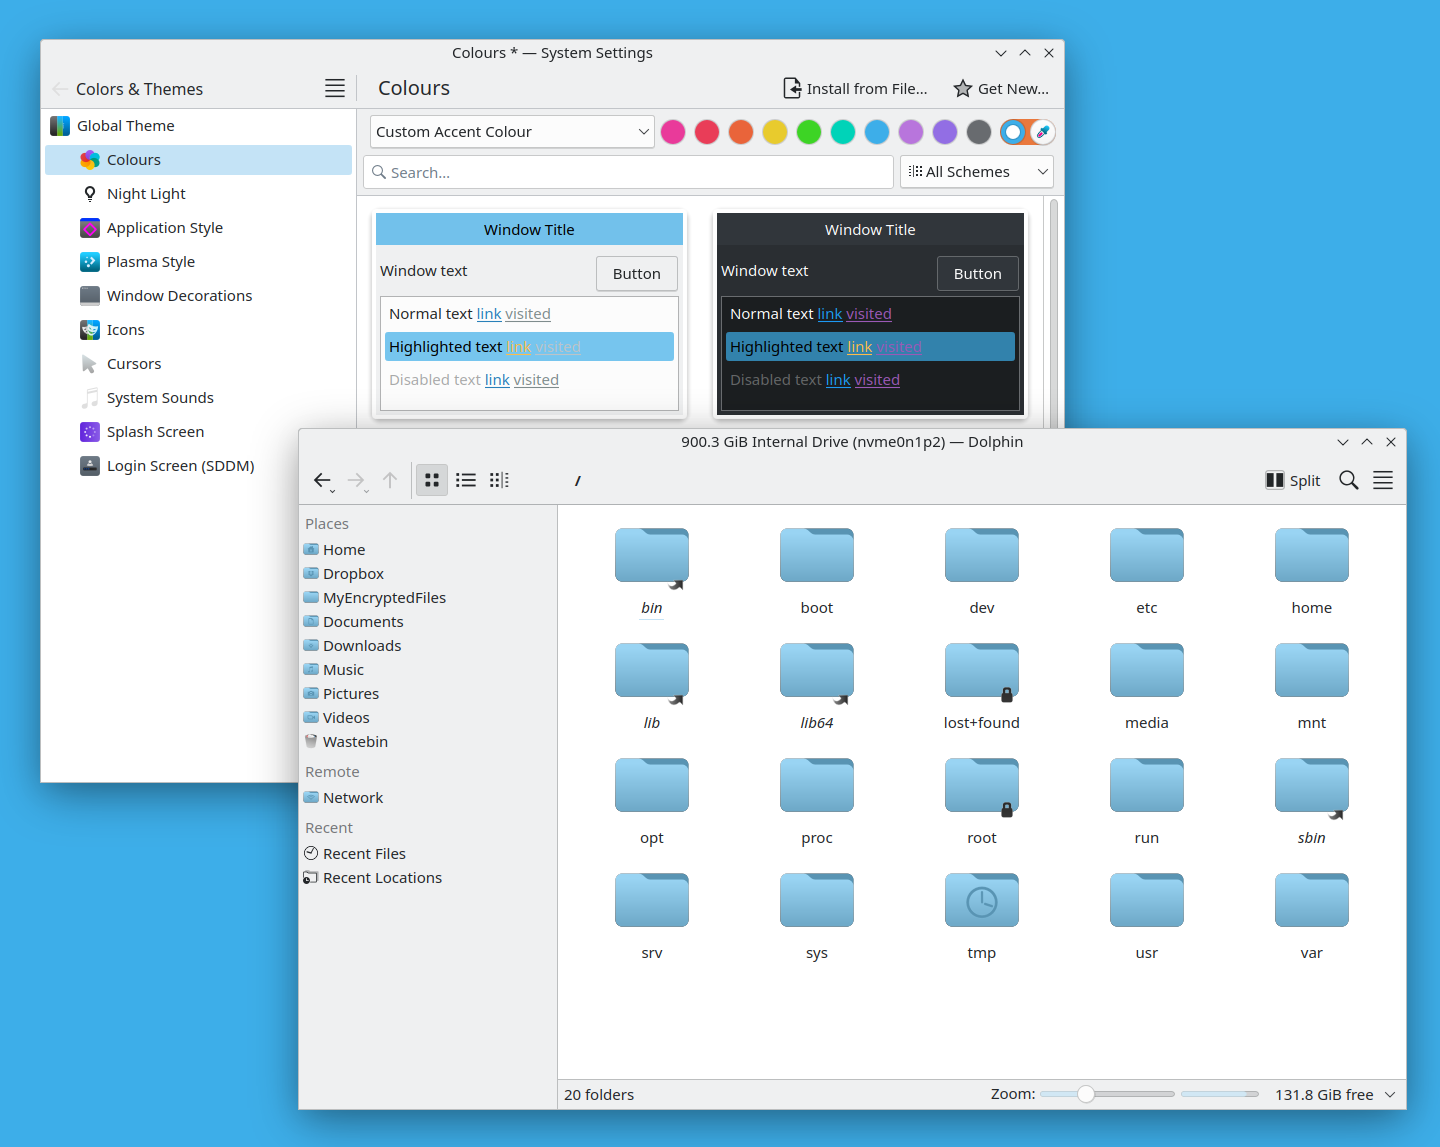 Colours * — System Settings
Colors & Themes
Colours
Install from File...
Get New...
Global Theme
Colours
Night Light
Application Style
Plasma Style
Window Decorations
Icons
Cursors
System Sounds
Splash Screen
Login Screen (SDDM)
Custom Accent Colour
Search...
All Schemes
Window Title
Window text
Button
Normal text link visited
Highlighted text link visited
Disabled text link visited
Window Title
Window text
Button
Normal text link visited
Highlighted text link visited
Disabled text link visited
900.3 GiB Internal Drive (nvme0n1p2) — Dolphin
/
Split
Places
Home
Dropbox
MyEncryptedFiles
Documents
Downloads
Music
Pictures
Videos
Wastebin
Remote
Network
Recent
Recent Files
Recent Locations
bin boot dev etc home
lib lib64 lost+found media mnt
opt proc root run sbin
srv sys tmp usr var
20 folders
Zoom:
131.8 GiB free